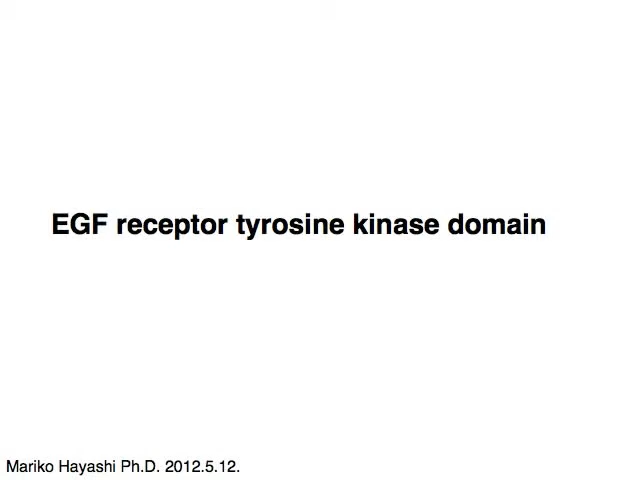 EGF receptor tyrosine kinase domain
Mariko Hayashi Ph.D. 2012.5.12.